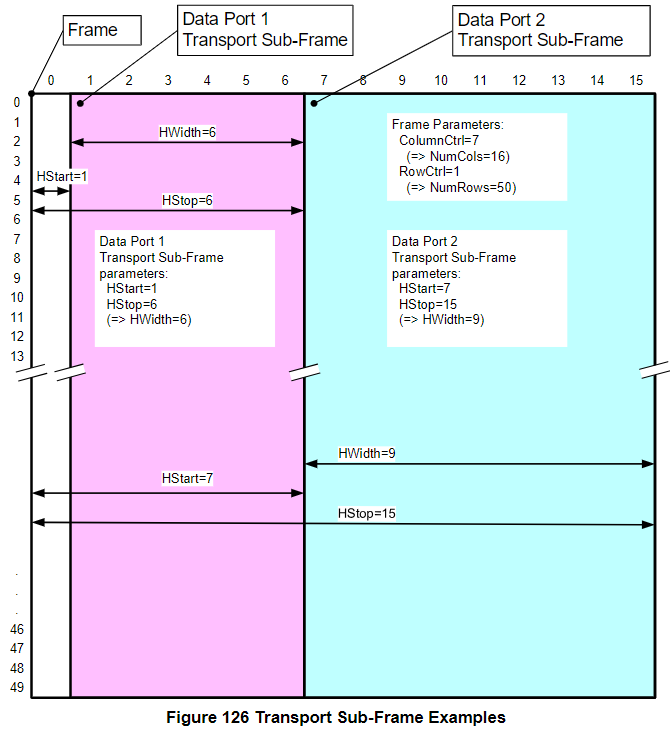 Frame
Data Port 1
Transport Sub-Frame
Data Port 2
Transport Sub-Frame
0 1 2 3 4 5 6 7 8 9 10 11 12 13 14 15
0
1
2
3
4
5
6
7
8
9
10
11
12
13
HWidth=6
HStart=1
HStop=6
Frame Parameters:
ColumnCtrl=7
(=> NumCols=16)
RowCtrl=1
(=> NumRows=50)
Data Port 1
Transport Sub-Frame
parameters:
HStart=1
HStop=6
(=> HWidth=6)
Data Port 2
Transport Sub-Frame
parameters:
HStart=7
HStop=15
(=> HWidth=9)
HWidth=9
HStart=7
HStop=15
.
.
.
46
47
48
49
Figure 126 Transport Sub-Frame Examples